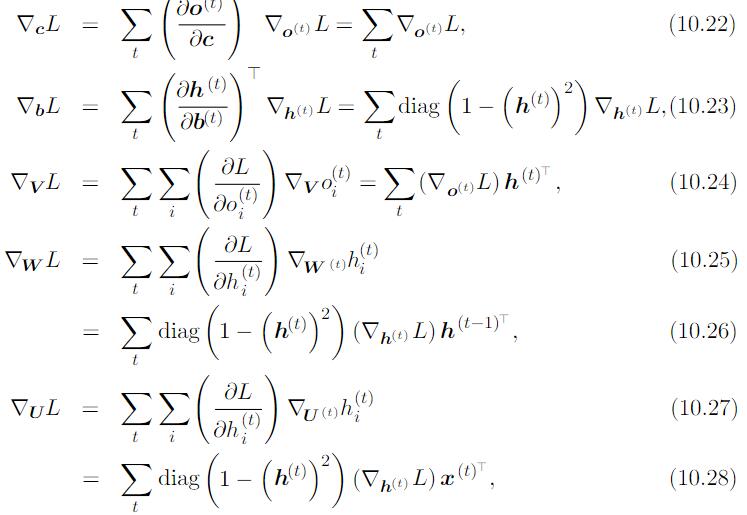 ∇_𝒄 L = ∑_t (∂𝒐^(t) / ∂𝒄) ∇_{𝒐^(t)} L = ∑_t ∇_{𝒐^(t)} L, (10.22)
∇_𝒃 L = ∑_t (∂𝒉^(t) / ∂𝒃^(t))^⊤ ∇_{𝒉^(t)} L = ∑_t diag (1 − (𝒉^(t))^2) ∇_{𝒉^(t)} L, (10.23)
∇_𝑽 L = ∑_t ∑_i (∂L / ∂o_i^(t)) ∇_𝑽 o_i^(t) = ∑_t (∇_{𝒐^(t)} L) 𝒉^{(t)^⊤}, (10.24)
∇_𝑾 L = ∑_t ∑_i (∂L / ∂h_i^(t)) ∇_{𝑾^(t)} h_i^(t) (10.25)
= ∑_t diag (1 − (𝒉^(t))^2) (∇_{𝒉^(t)} L) 𝒉^{(t−1)^⊤}, (10.26)
∇_𝑼 L = ∑_t ∑_i (∂L / ∂h_i^(t)) ∇_{𝑼^(t)} h_i^(t) (10.27)
= ∑_t diag (1 − (𝒉^(t))^2) (∇_{𝒉^(t)} L) 𝒙^{(t)^⊤}, (10.28)